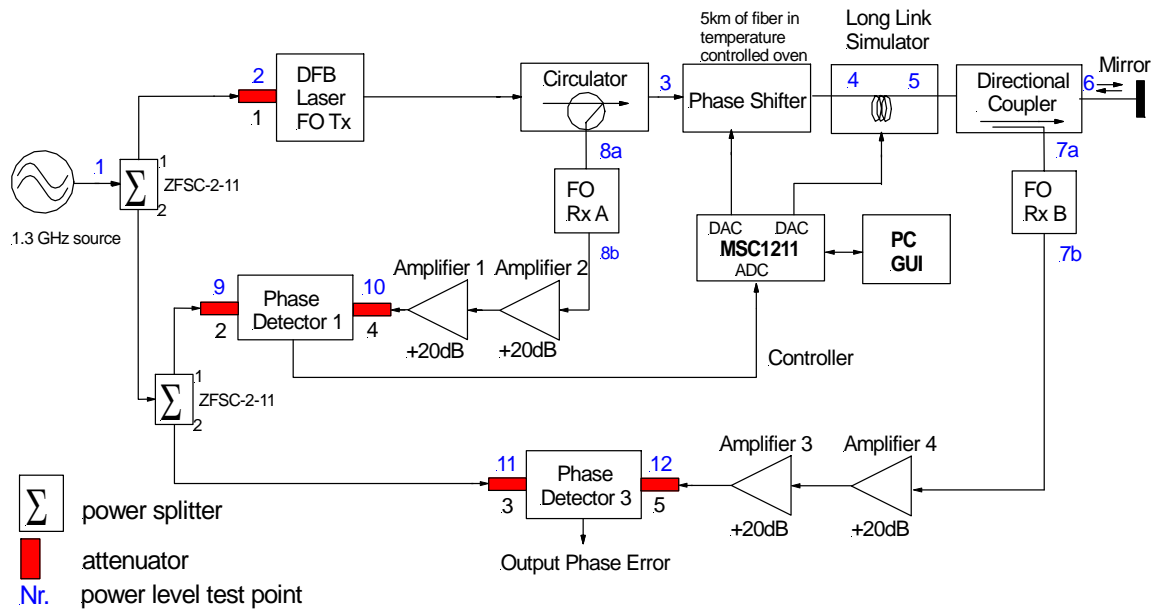 5km of fiber in
temperature
controlled oven
Long Link
Simulator
Mirror
2
DFB
Laser
FO Tx
1
Circulator
3
Phase Shifter
4
5
Directional
Coupler
6
1
1
ZFSC-2-11
Σ
2
1.3 GHz source
8a
FO
Rx A
8b
7a
FO
Rx B
7b
DAC
DAC
MSC1211
ADC
PC
GUI
Amplifier 1
Amplifier 2
9
Phase
Detector 1
10
2
4
+20dB
+20dB
Controller
1
ZFSC-2-11
Σ
2
Amplifier 3
Amplifier 4
11
Phase
Detector 3
12
3
5
+20dB
+20dB
Output Phase Error
Σ
power splitter
attenuator
Nr.
power level test point